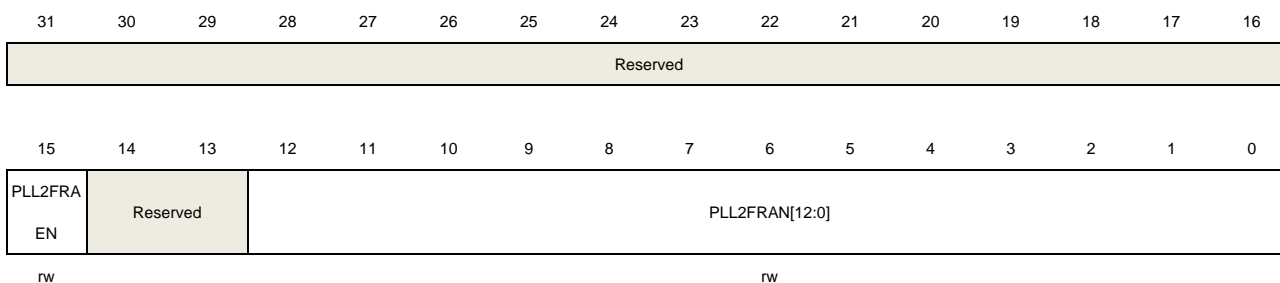 31 30 29 28 27 26 25 24 23 22 21 20 19 18 17 16
Reserved
15 14 13 12 11 10 9 8 7 6 5 4 3 2 1 0
PLL2FRA
EN
Reserved
PLL2FRAN[12:0]
rw rw